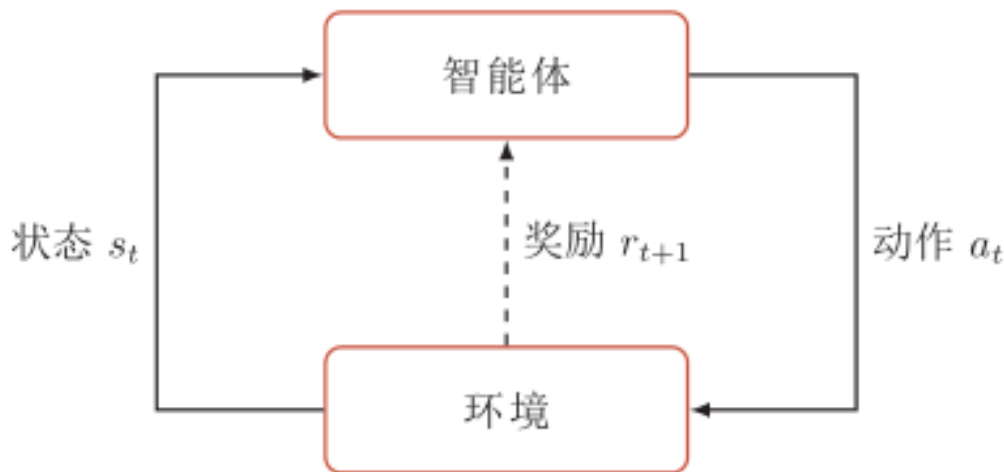 智能体
状态 s_t
奖励 r_{t+1}
动作 a_t
环境